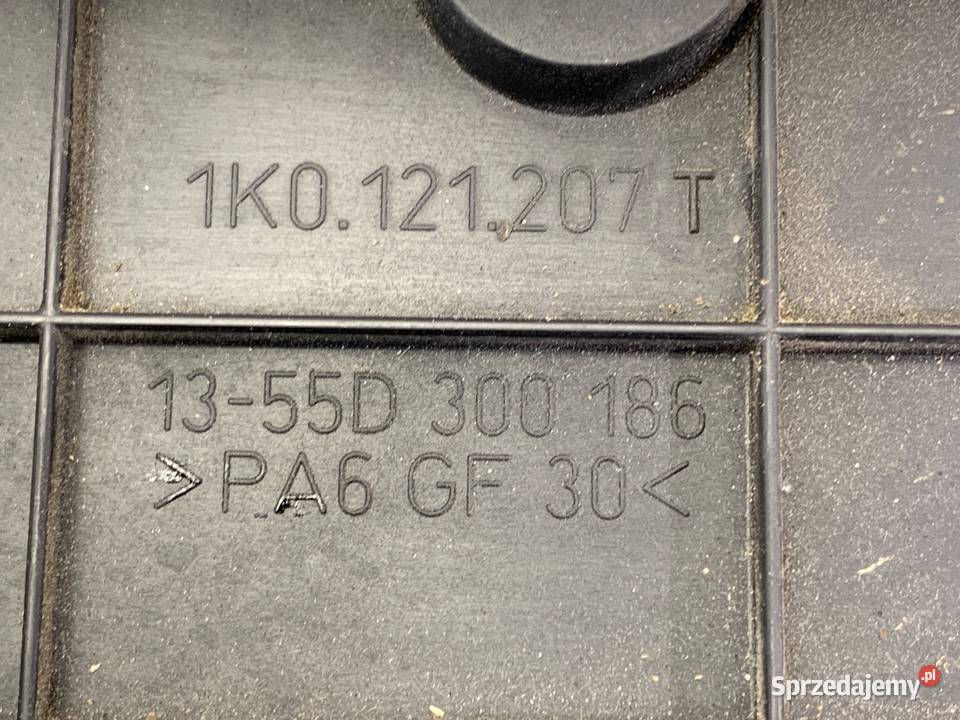 1K0.121.207 T
13-55D 300 186
>PA6 GF 30<
Sprzedajemy.pl